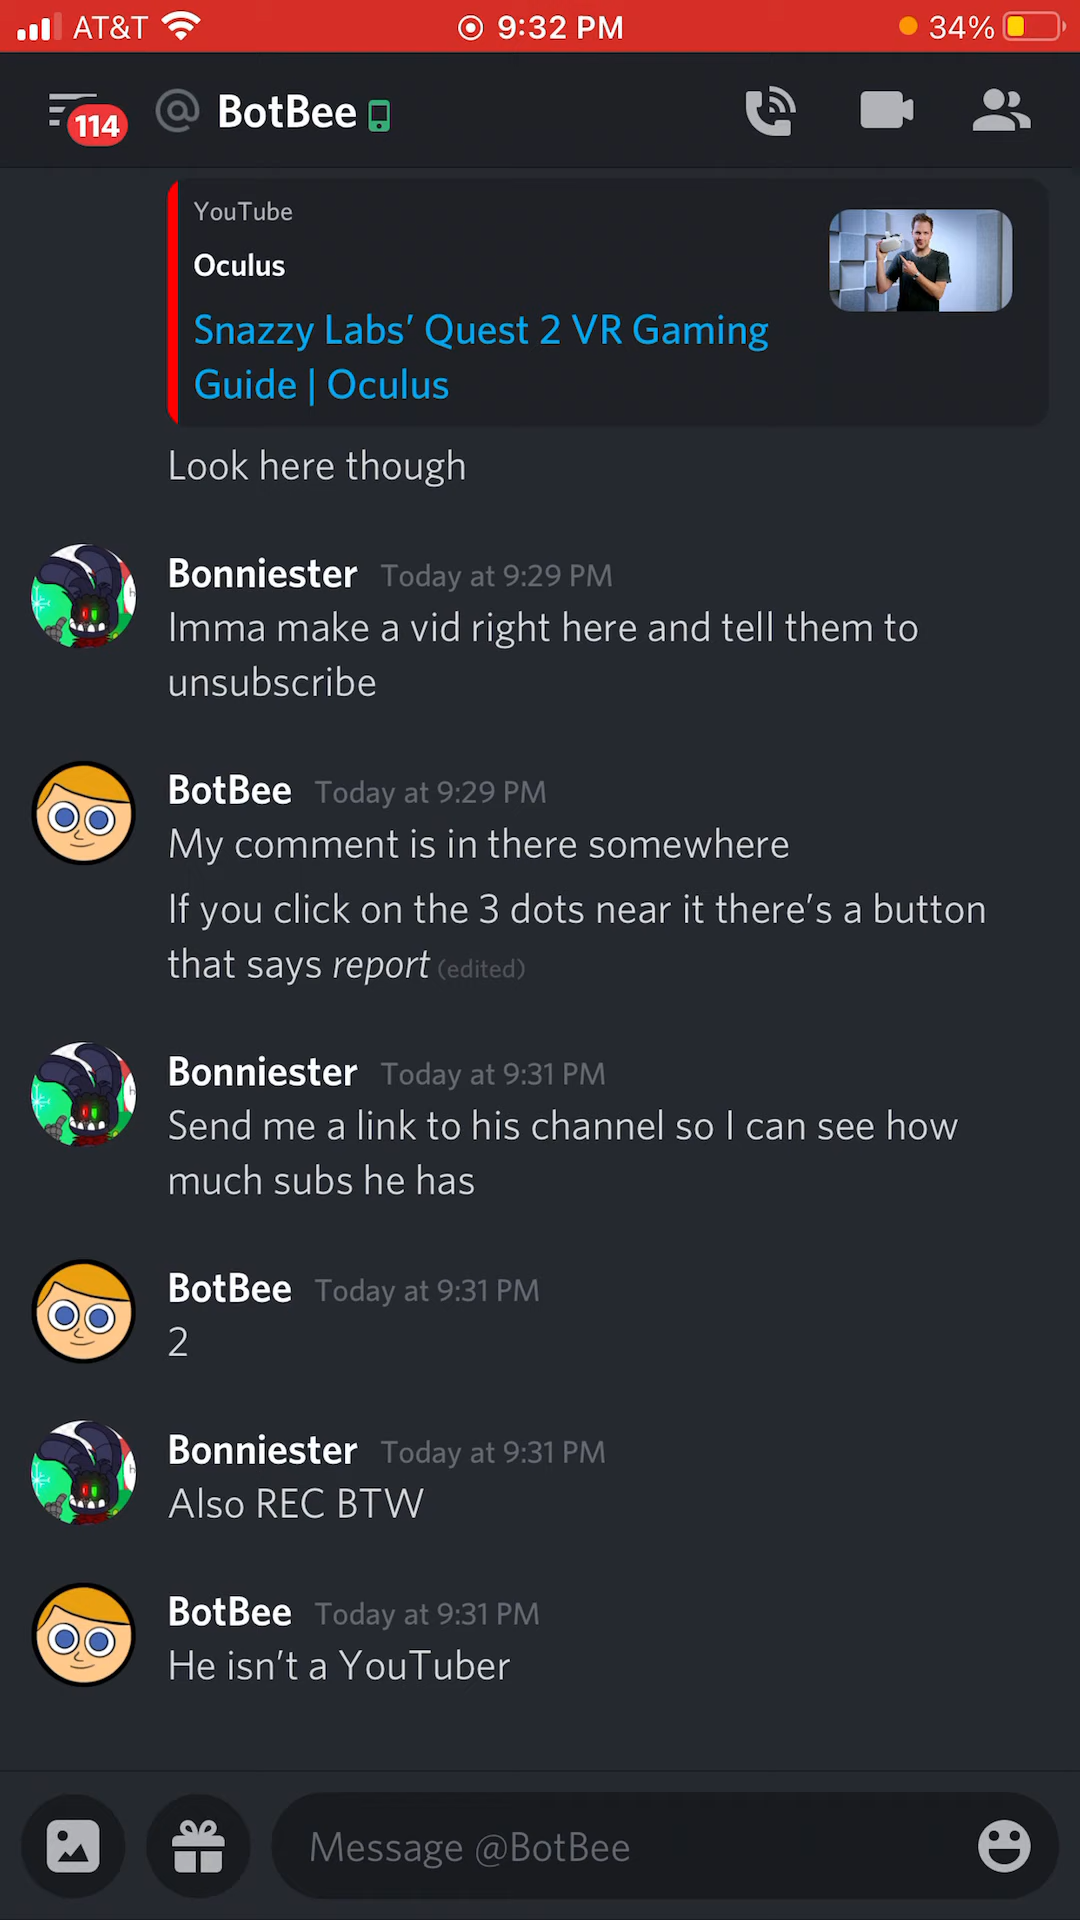 AT&T 9:32 PM 34%
114 @ BotBee
YouTube
Oculus
Snazzy Labs’ Quest 2 VR Gaming
Guide | Oculus
Look here though
Bonniester Today at 9:29 PM
Imma make a vid right here and tell them to
unsubscribe
BotBee Today at 9:29 PM
My comment is in there somewhere
If you click on the 3 dots near it there’s a button
that says report (edited)
Bonniester Today at 9:31 PM
Send me a link to his channel so I can see how
much subs he has
BotBee Today at 9:31 PM
2
Bonniester Today at 9:31 PM
Also REC BTW
BotBee Today at 9:31 PM
He isn’t a YouTuber
Message @BotBee